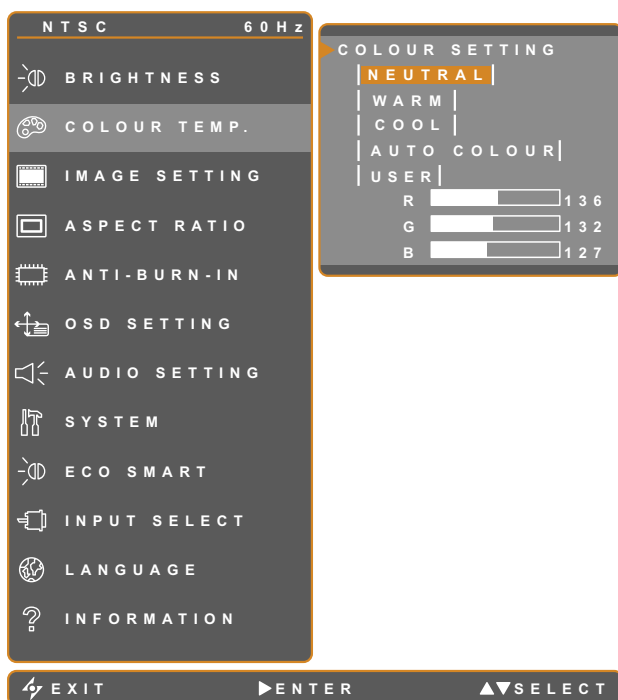 NTSC 60Hz
BRIGHTNESS
COLOUR TEMP.
IMAGE SETTING
ASPECT RATIO
ANTI-BURN-IN
OSD SETTING
AUDIO SETTING
SYSTEM
ECO SMART
INPUT SELECT
LANGUAGE
INFORMATION
COLOUR SETTING
NEUTRAL
WARM
COOL
AUTO COLOUR
USER
R 136
G 132
B 127
EXIT ENTER SELECT